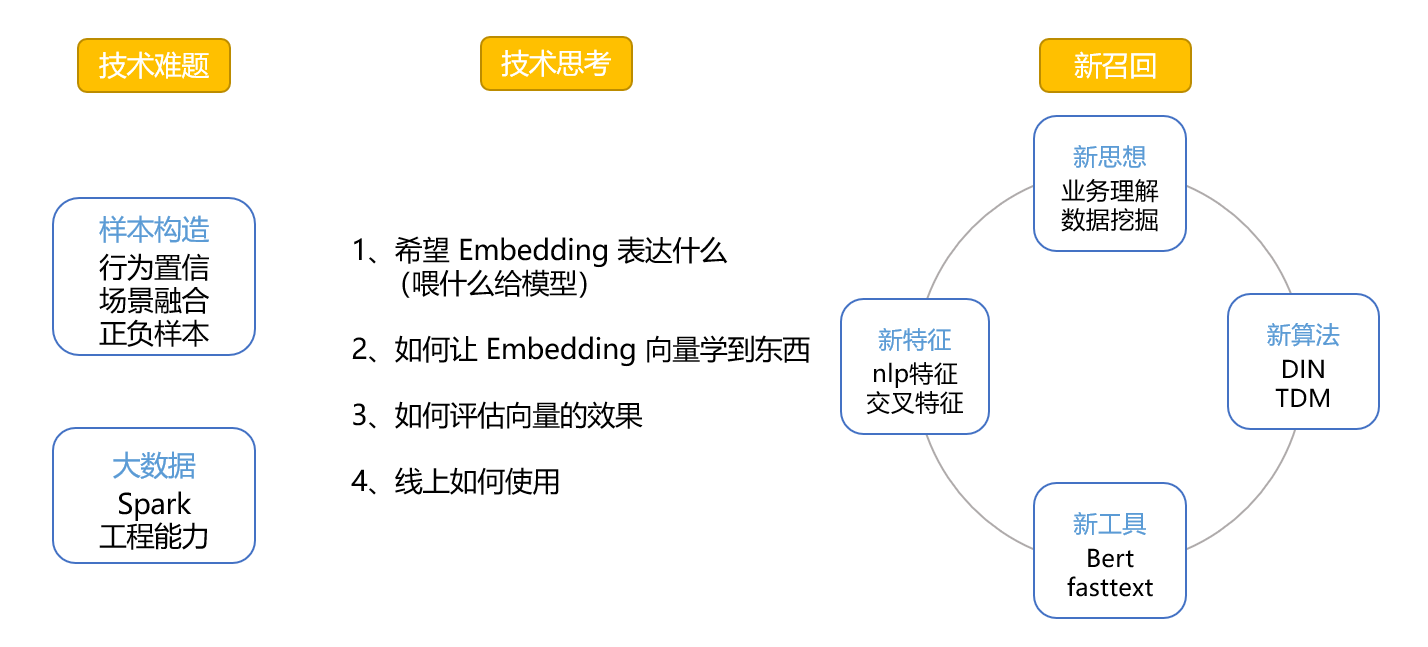 技术难题
技术思考
新召回
样本构造
行为置信
场景融合
正负样本
大数据
Spark
工程能力
1、希望 Embedding 表达什么
（喂什么给模型）
2、如何让 Embedding 向量学到东西
3、如何评估向量的效果
4、线上如何使用
新思想
业务理解
数据挖掘
新特征
nlp特征
交叉特征
新算法
DIN
TDM
新工具
Bert
fasttext